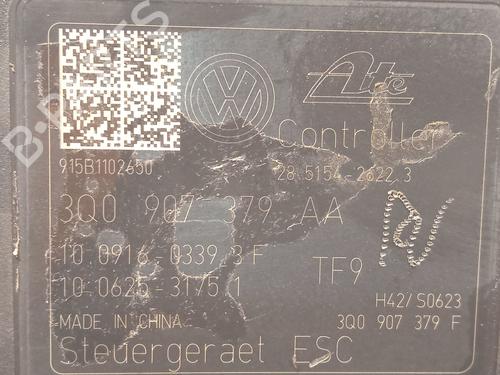 Ate
Controller
915B1102650
28.5154-2622.3
3Q0 907 379 AA
10.0916-0339.3 F
TF9
10.0625-3175.1
H42/S0623
MADE IN CHINA
3Q0 907 379 F
Steuergeraet ESC